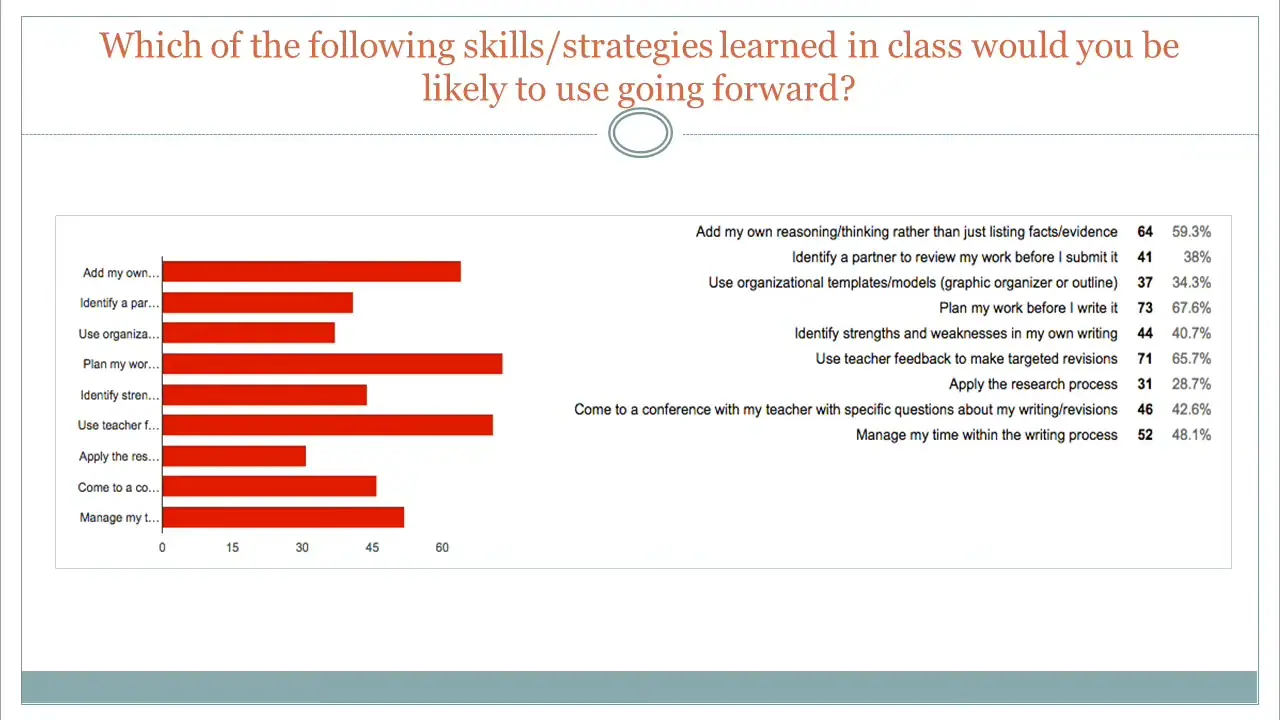 Which of the following skills/strategies learned in class would you be
likely to use going forward?
Add my own...
Identify a par...
Use organiza...
Plan my wor...
Identify stren...
Use teacher f...
Apply the res...
Come to a co...
Manage my t...
0 15 30 45 60
Add my own reasoning/thinking rather than just listing facts/evidence 64 59.3%
Identify a partner to review my work before I submit it 41 38%
Use organizational templates/models (graphic organizer or outline) 37 34.3%
Plan my work before I write it 73 67.6%
Identify strengths and weaknesses in my own writing 44 40.7%
Use teacher feedback to make targeted revisions 71 65.7%
Apply the research process 31 28.7%
Come to a conference with my teacher with specific questions about my writing/revisions 46 42.6%
Manage my time within the writing process 52 48.1%